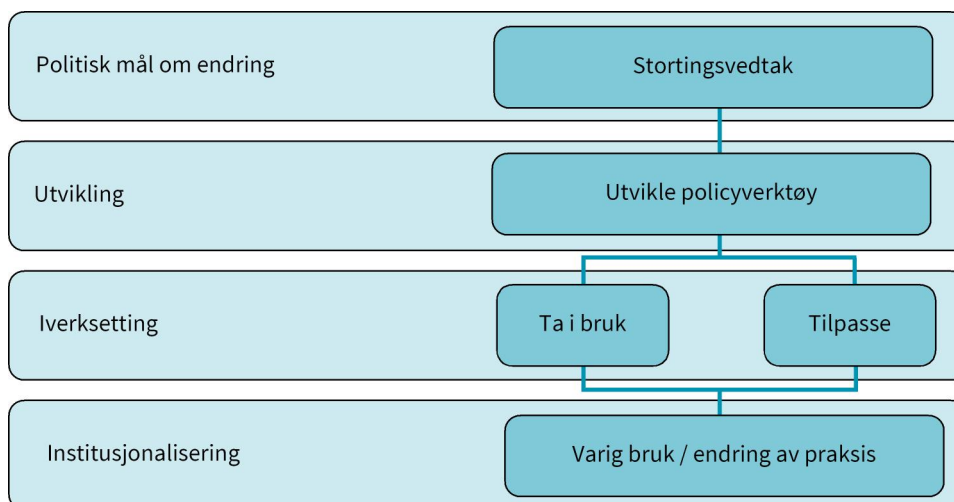 Politisk mål om endring
Stortingsvedtak
Utvikling
Utvikle policyverktøy
Iverksetting
Ta i bruk
Tilpasse
Institusjonalisering
Varig bruk / endring av praksis